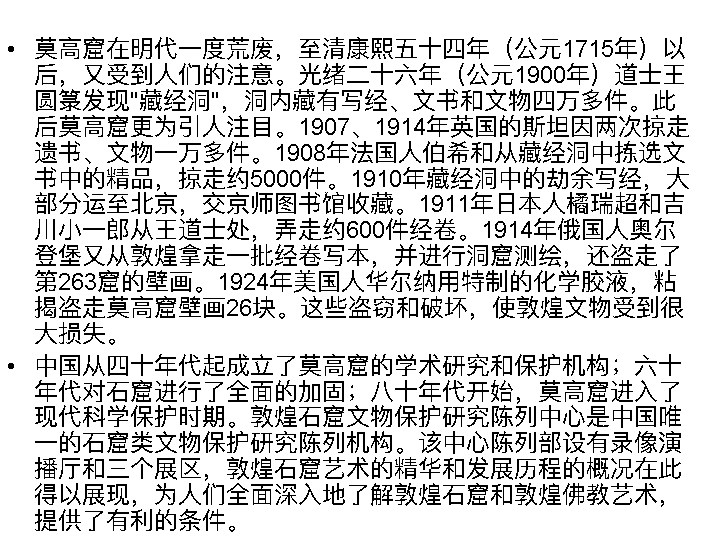 • 莫高窟在明代一度荒废，至清康熙五十四年（公元1715年）以
后，又受到人们的注意。光绪二十六年（公元1900年）道士王
圆箓发现"藏经洞"，洞内藏有写经、文书和文物四万多件。此
后莫高窟更为引人注目。1907、1914年英国的斯坦因两次掠走
遗书、文物一万多件。1908年法国人伯希和从藏经洞中拣选文
书中的精品，掠走约5000件。1910年藏经洞中的劫余写经，大
部分运至北京，交京师图书馆收藏。1911年日本人橘瑞超和吉
川小一郎从王道士处，弄走约600件经卷。1914年俄国人奥尔
登堡又从敦煌拿走一批经卷写本，并进行洞窟测绘，还盗走了
第263窟的壁画。1924年美国人华尔纳用特制的化学胶液，粘
揭盗走莫高窟壁画26块。这些盗窃和破坏，使敦煌文物受到很
大损失。
• 中国从四十年代起成立了莫高窟的学术研究和保护机构；六十
年代对石窟进行了全面的加固；八十年代开始，莫高窟进入了
现代科学保护时期。敦煌石窟文物保护研究陈列中心是中国唯
一的石窟类文物保护研究陈列机构。该中心陈列部设有录像演
播厅和三个展区，敦煌石窟艺术的精华和发展历程的概况在此
得以展现，为人们全面深入地了解敦煌石窟和敦煌佛教艺术，
提供了有利的条件。